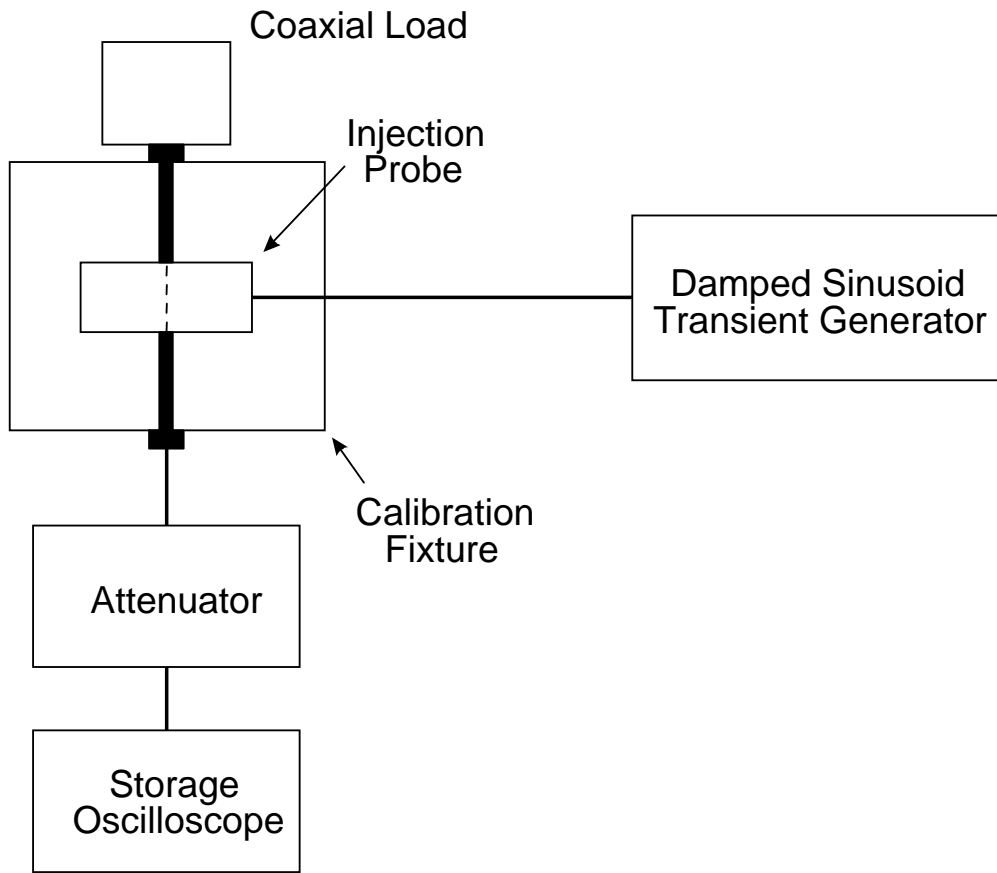 Coaxial Load
Injection
Probe
Damped Sinusoid
Transient Generator
Calibration
Fixture
Attenuator
Storage
Oscilloscope